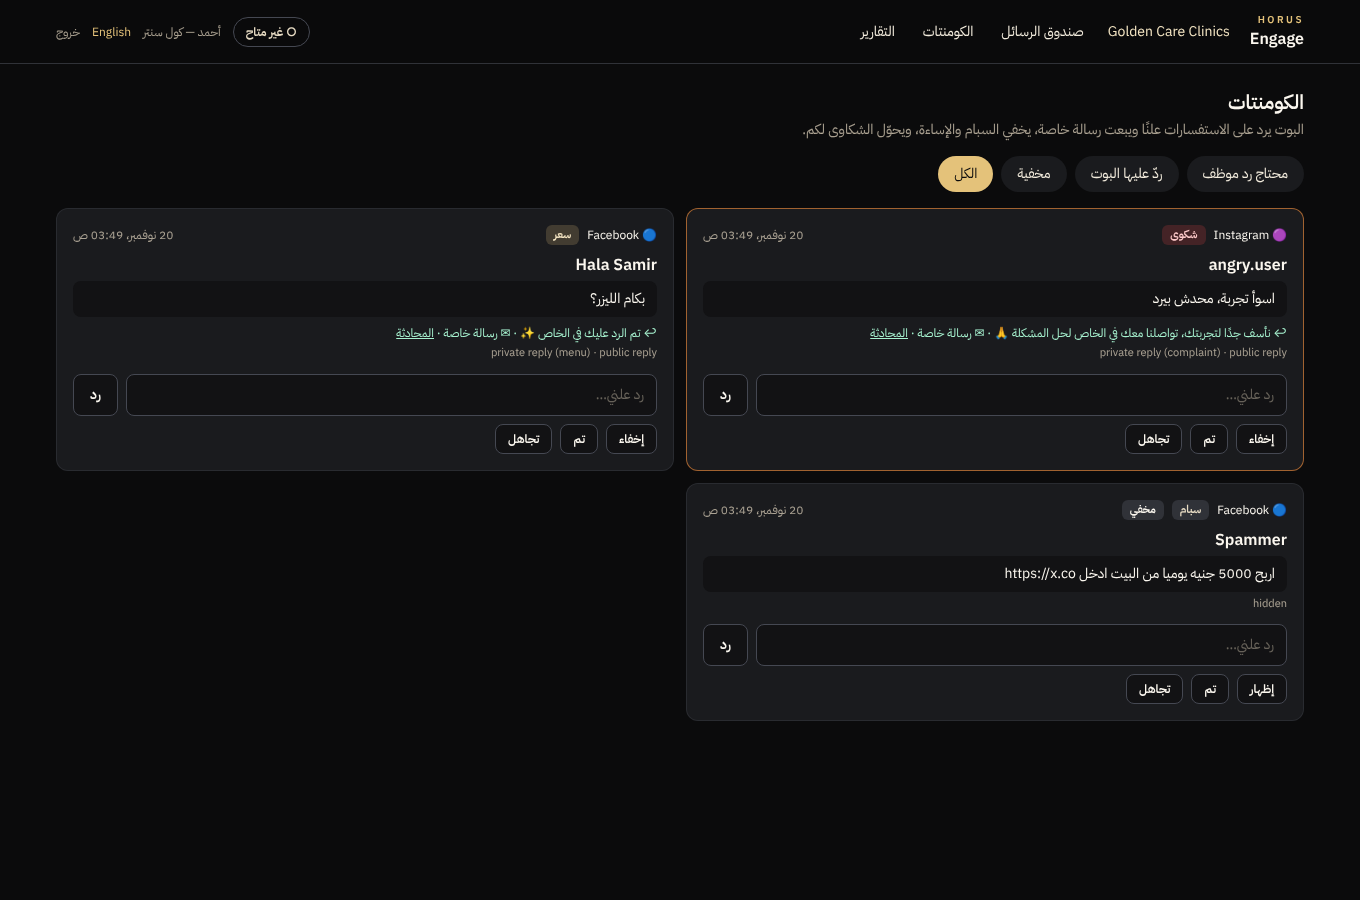 HORUS
Engage
Golden Care Clinics
صندوق الرسائل
الكومنتات
التقارير
غير متاح
أحمد — كول سنتر
English
خروج
الكومنتات
البوت يرد على الاستفسارات علنًا ويبعت رسالة خاصة، يخفي السبام والإساءة، ويحوّل الشكاوى لكم.
محتاج رد موظف
ردّ عليها البوت
مخفية
الكل
Instagram شكوى 20 نوفمبر، 03:49 ص
angry.user
اسوأ تجربة، محدش بيرد
↩ نأسف جدًا لتجربتك، تواصلنا معك في الخاص لحل المشكلة 🙏 · ✉ رسالة خاصة · المحادثة
private reply (complaint) · public reply
رد علني...
رد
إخفاء
تم
تجاهل
Facebook سعر 20 نوفمبر، 03:49 ص
Hala Samir
بكام الليزر؟
↩ تم الرد عليك في الخاص ✨ · ✉ رسالة خاصة · المحادثة
private reply (menu) · public reply
رد علني...
رد
إخفاء
تم
تجاهل
Facebook سبام مخفي 20 نوفمبر، 03:49 ص
Spammer
اربح 5000 جنيه يوميا من البيت ادخل https://x.co
hidden
رد علني...
رد
إظهار
تم
تجاهل